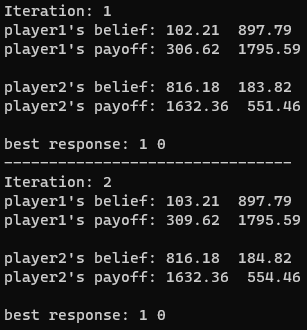 Iteration: 1
player1's belief: 102.21  897.79
player1's payoff: 306.62  1795.59
player2's belief: 816.18  183.82
player2's payoff: 1632.36  551.46
best response: 1 0
--------------------------------
Iteration: 2
player1's belief: 103.21  897.79
player1's payoff: 309.62  1795.59
player2's belief: 816.18  184.82
player2's payoff: 1632.36  554.46
best response: 1 0